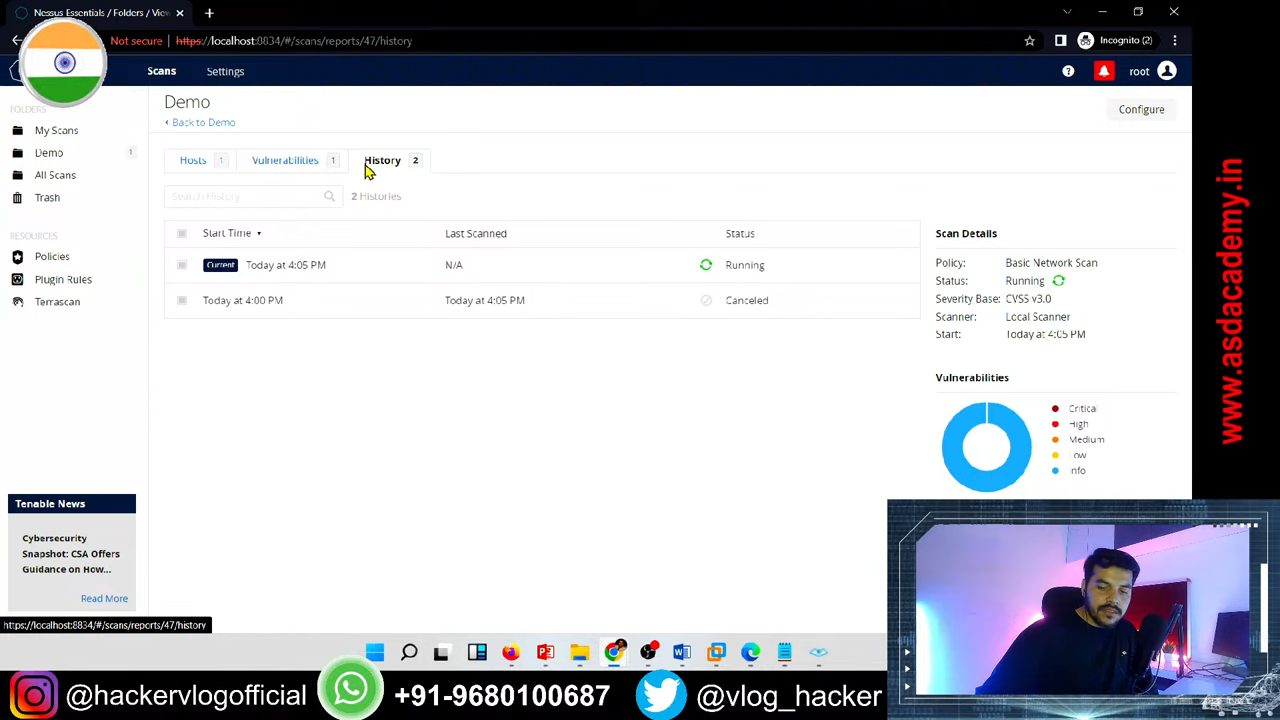 Nessus Essentials / Folders / View
Incognito (2)
Not secure https://localhost:8834/#/scans/reports/47/history
Scans
Settings
root
FOLDERS
My Scans
Demo 1
All Scans
Trash
RESOURCES
Policies
Plugin Rules
Terrascan
Tenable News
Cybersecurity
Snapshot: CSA Offers
Guidance on How...
Read More
Demo
Back to Demo
Configure
Hosts 1
Vulnerabilities 1
History 2
Search History
2 Histories
Start Time
Last Scanned
Status
Current Today at 4:05 PM N/A Running
Today at 4:00 PM Today at 4:05 PM Canceled
Scan Details
Policy: Basic Network Scan
Status: Running
Severity Base: CVSS v3.0
Scanner: Local Scanner
Start: Today at 4:05 PM
Vulnerabilities
Critical
High
Medium
Low
Info
www.asdacademy.in
https://localhost:8834/#/scans/reports/47/history
@hackervlogofficial
+91-9680100687
@vlog_hacker